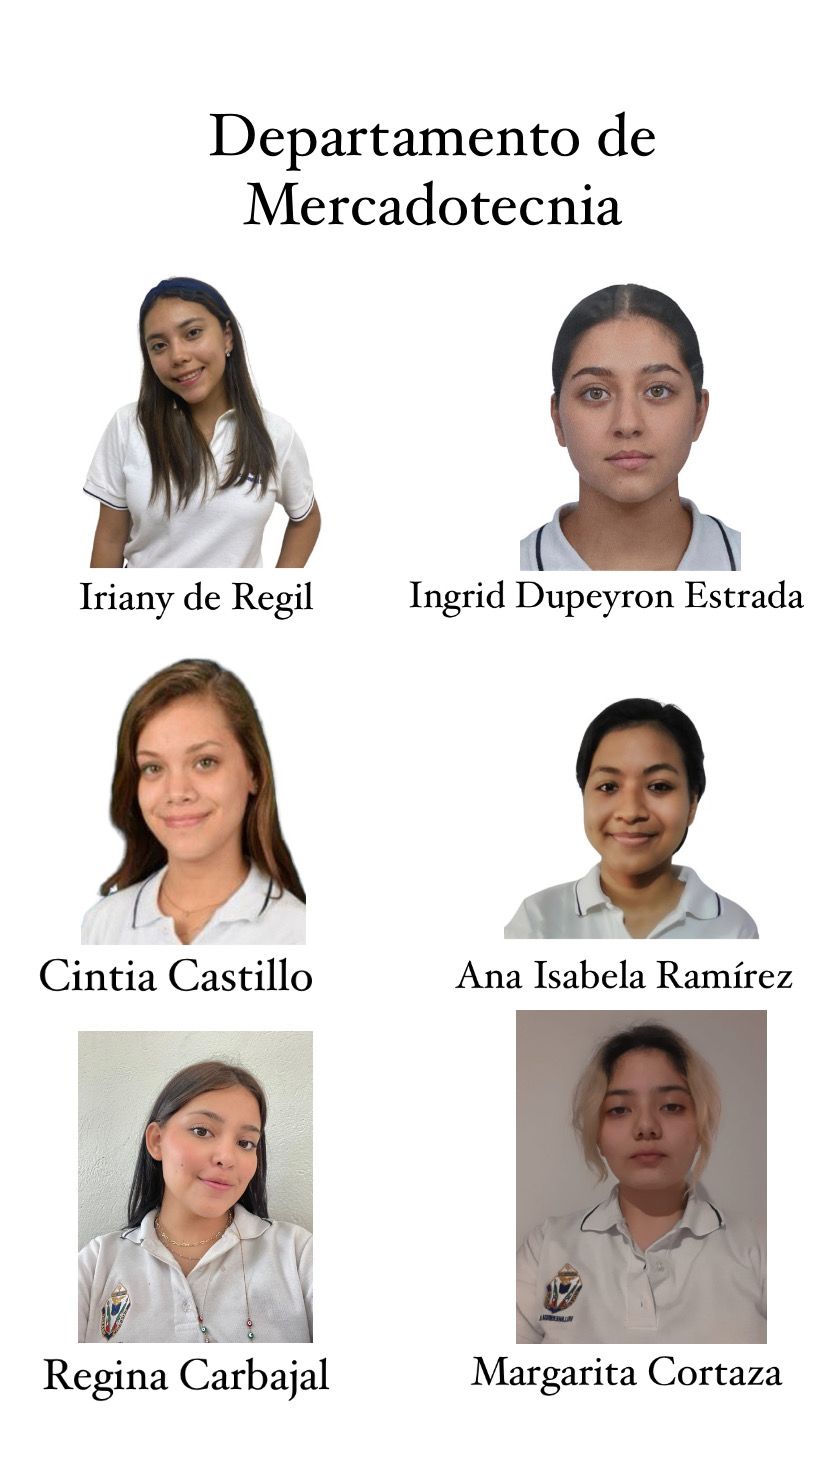 Departamento de
Mercadotecnia
Iriany de Regil
Ingrid Dupeyron Estrada
Cintia Castillo
Ana Isabela Ramírez
Regina Carbajal
Margarita Cortaza